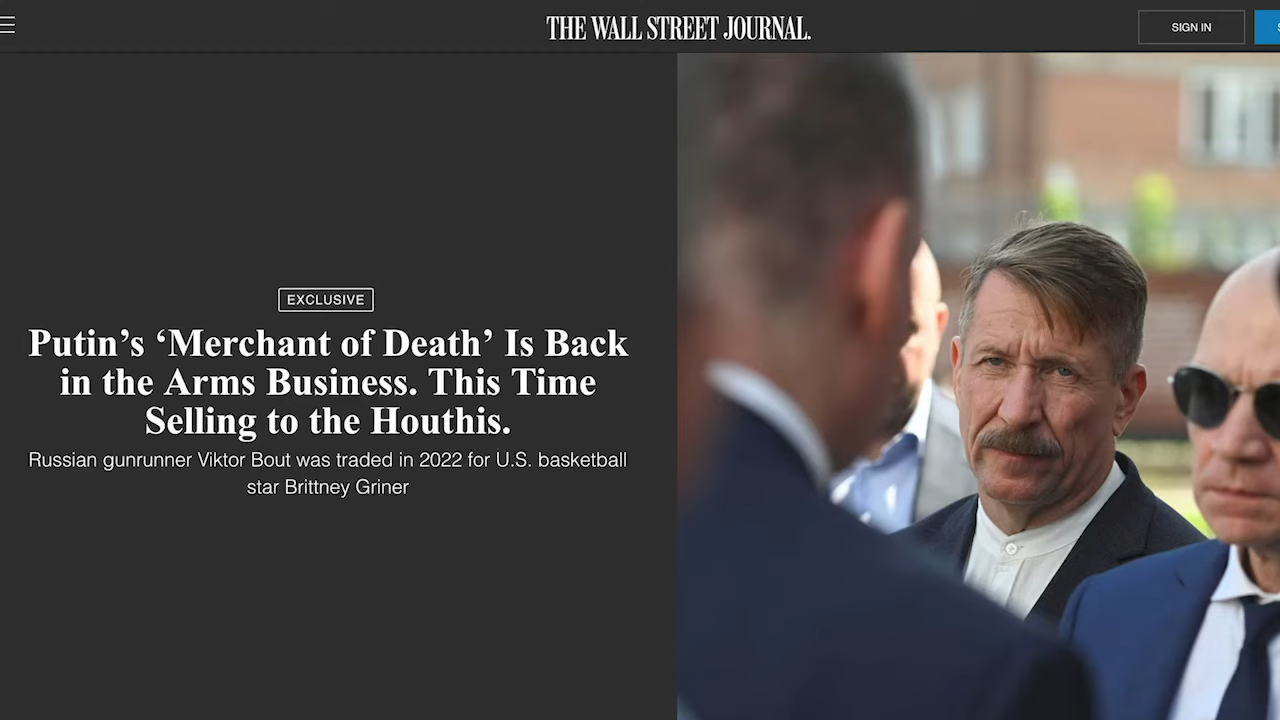 THE WALL STREET JOURNAL.
SIGN IN
EXCLUSIVE
Putin’s ‘Merchant of Death’ Is Back
in the Arms Business. This Time
Selling to the Houthis.
Russian gunrunner Viktor Bout was traded in 2022 for U.S. basketball
star Brittney Griner